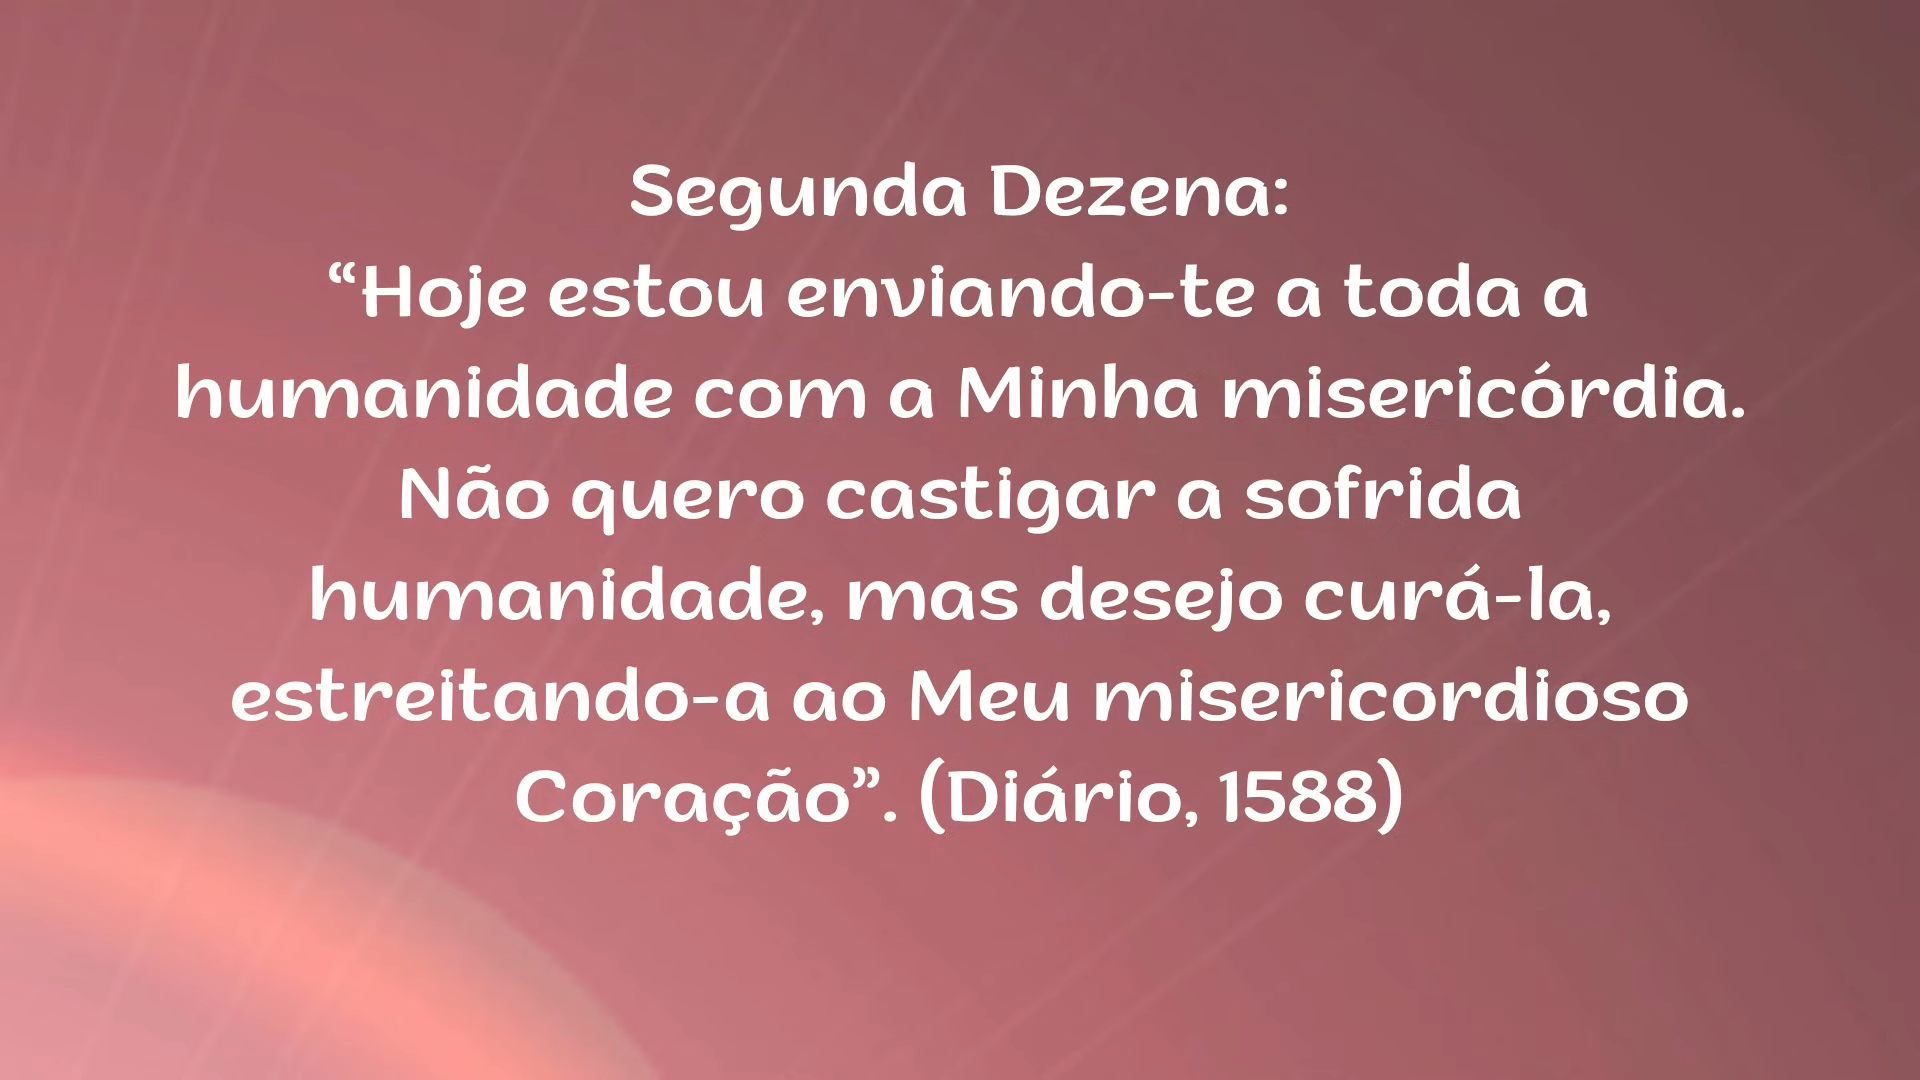 Segunda Dezena:
“Hoje estou enviando-te a toda a
humanidade com a Minha misericórdia.
Não quero castigar a sofrida
humanidade, mas desejo curá-la,
estreitando-a ao Meu misericordioso
Coração”. (Diário, 1588)